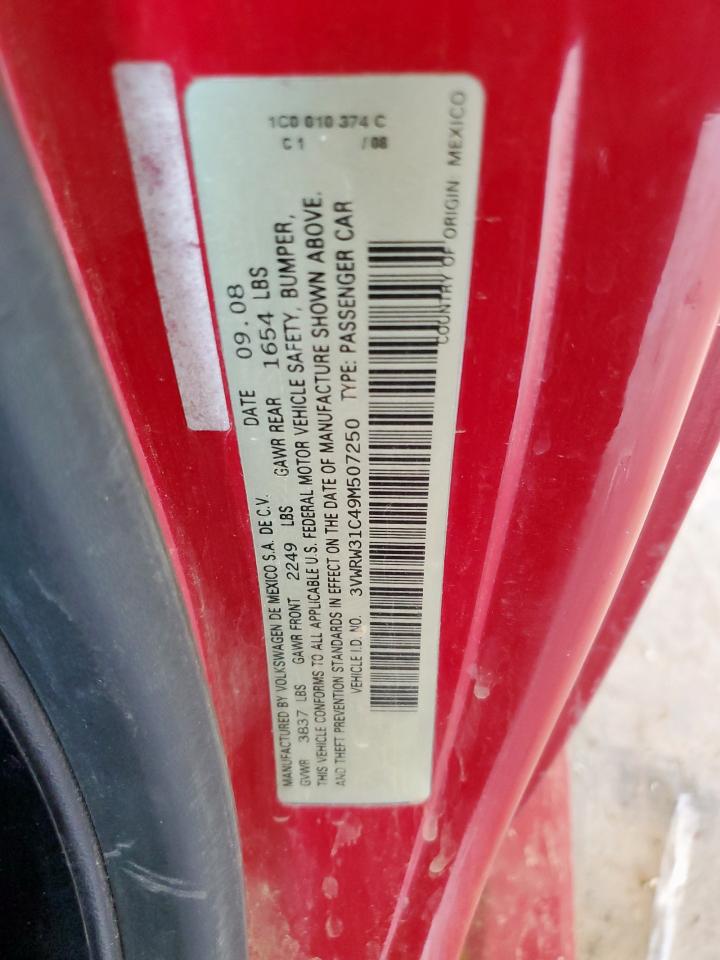 1C0 010 374 C
C 1 / 08
MANUFACTURED BY VOLKSWAGEN DE MEXICO S.A. DE C.V. DATE 09.08
GVWR 3837 LBS GAWR FRONT 2249 LBS GAWR REAR 1654 LBS
THIS VEHICLE CONFORMS TO ALL APPLICABLE U.S. FEDERAL MOTOR VEHICLE SAFETY, BUMPER,
AND THEFT PREVENTION STANDARDS IN EFFECT ON THE DATE OF MANUFACTURE SHOWN ABOVE.
VEHICLE I.D. NO. 3VWRW31C49M507250 TYPE: PASSENGER CAR
COUNTRY OF ORIGIN: MEXICO